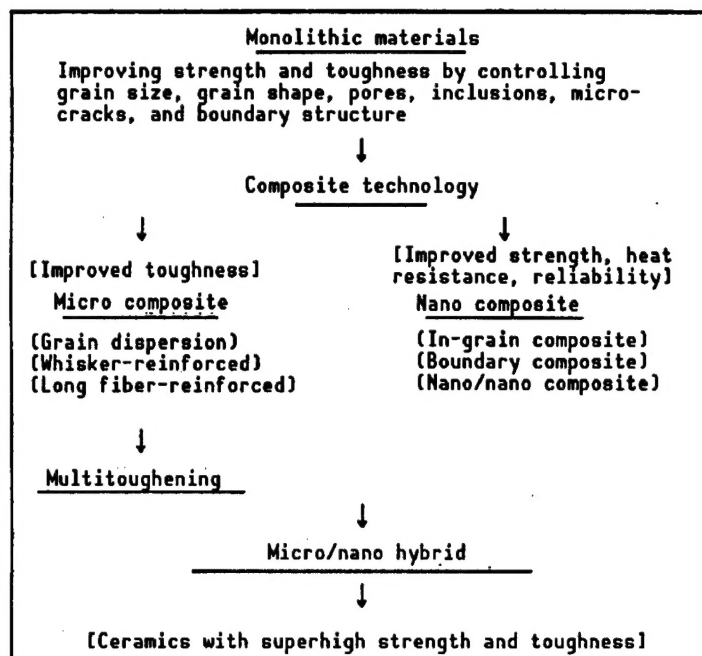 Monolithic materials
Improving strength and toughness by controlling
grain size, grain shape, pores, inclusions, micro-
cracks, and boundary structure
↓
Composite technology
↓ ↓
[Improved toughness]
Micro composite
(Grain dispersion)
(Whisker-reinforced)
(Long fiber-reinforced)
[Improved strength, heat
resistance, reliability]
Nano composite
(In-grain composite)
(Boundary composite)
(Nano/nano composite)
↓
Multitoughening
↓
Micro/nano hybrid
↓
[Ceramics with superhigh strength and toughness]